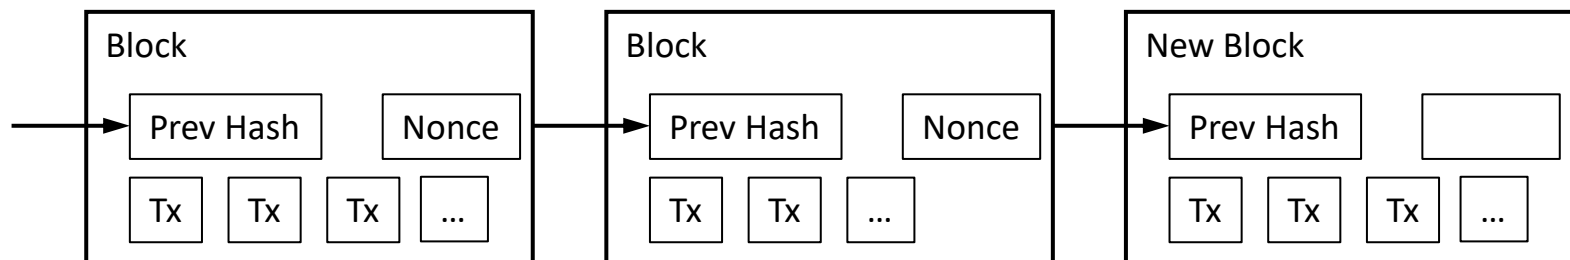 Block
Prev Hash
Nonce
Tx
Tx
Tx
...
Block
Prev Hash
Nonce
Tx
Tx
...
New Block
Prev Hash
Tx
Tx
Tx
...